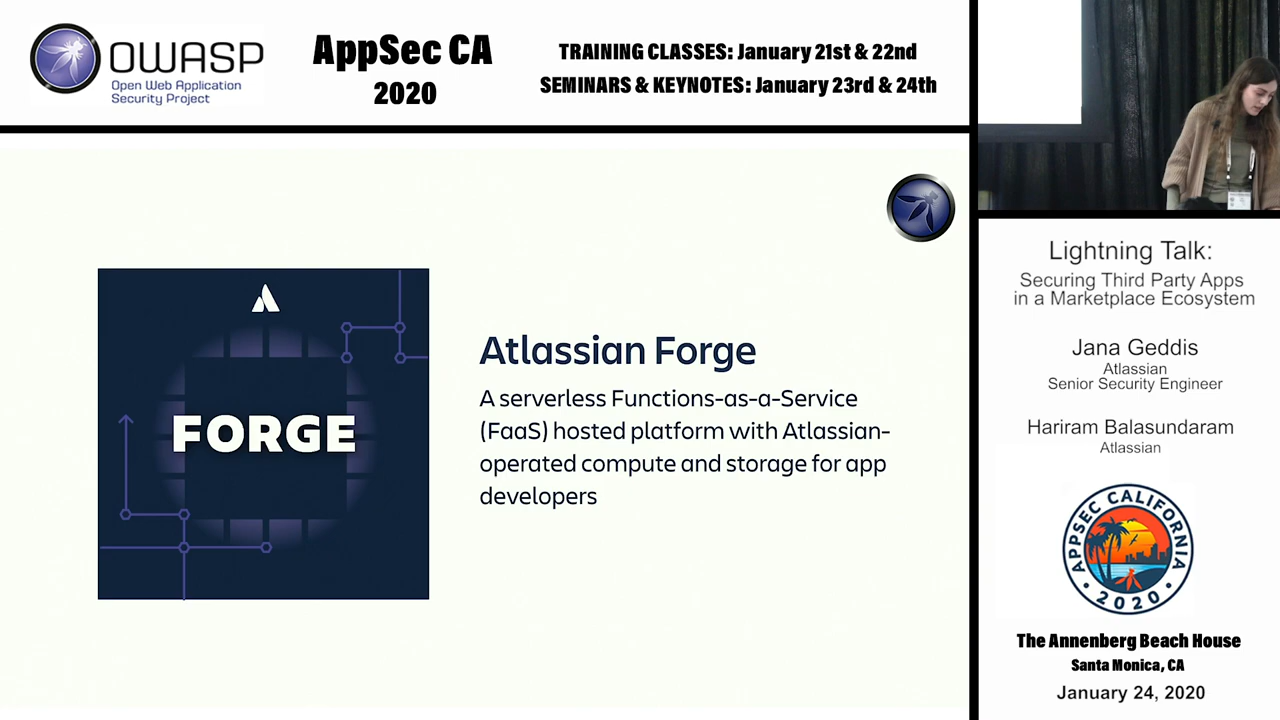 OWASP
Open Web Application
Security Project
AppSec CA
2020
TRAINING CLASSES: January 21st & 22nd
SEMINARS & KEYNOTES: January 23rd & 24th
FORGE
Atlassian Forge
A serverless Functions-as-a-Service
(FaaS) hosted platform with Atlassian-
operated compute and storage for app
developers
Lightning Talk:
Securing Third Party Apps
in a Marketplace Ecosystem
Jana Geddis
Atlassian
Senior Security Engineer
Hariram Balasundaram
Atlassian
APPSEC CALIFORNIA
2020
The Annenberg Beach House
Santa Monica, CA
January 24, 2020